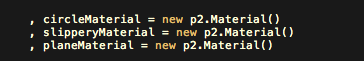 , circleMaterial = new p2.Material()
, slipperyMaterial = new p2.Material()
, planeMaterial = new p2.Material()